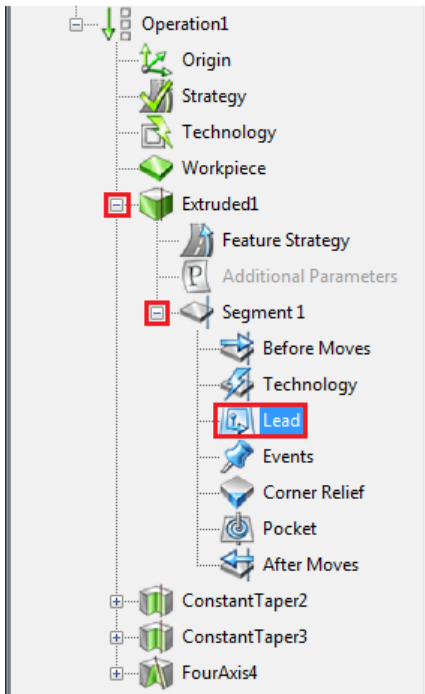 Operation1
Origin
Strategy
Technology
Workpiece
Extruded1
Feature Strategy
P Additional Parameters
Segment 1
Before Moves
Technology
Lead
Events
Corner Relief
Pocket
After Moves
ConstantTaper2
ConstantTaper3
FourAxis4